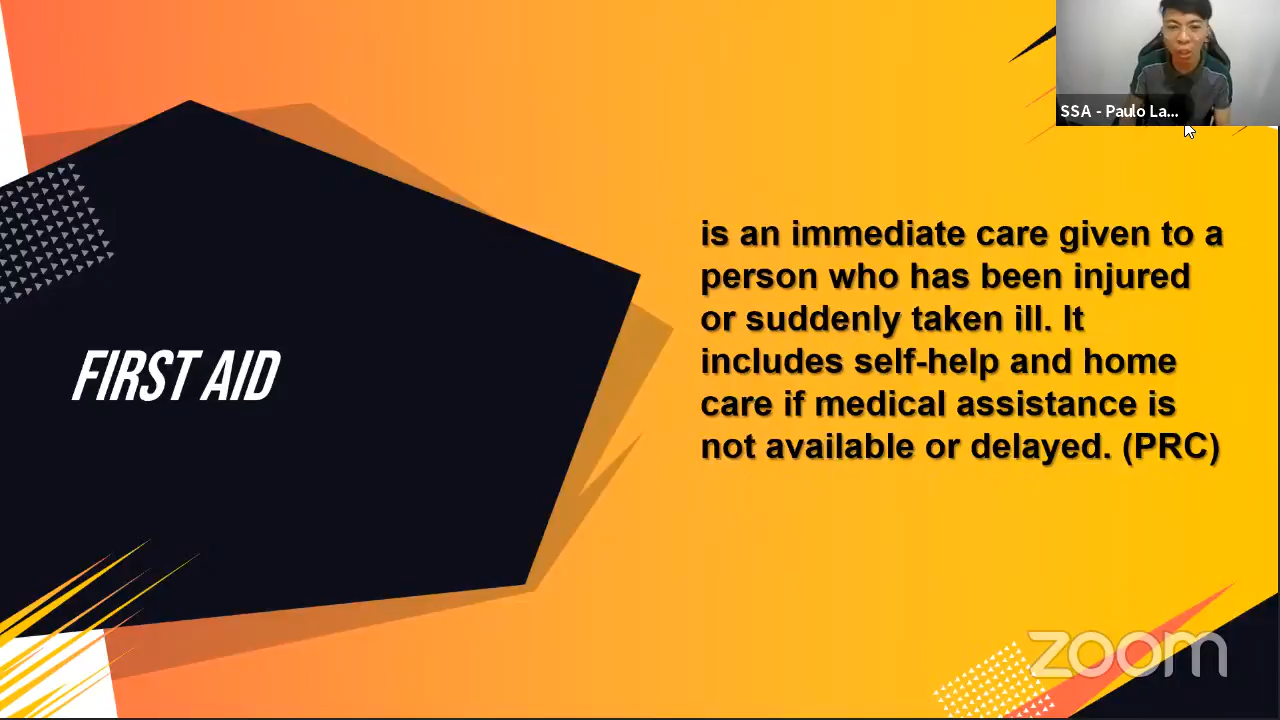 SSA - Paulo La...
is an immediate care given to a
person who has been injured
or suddenly taken ill. It
includes self-help and home
care if medical assistance is
not available or delayed. (PRC)
FIRST AID
zoom